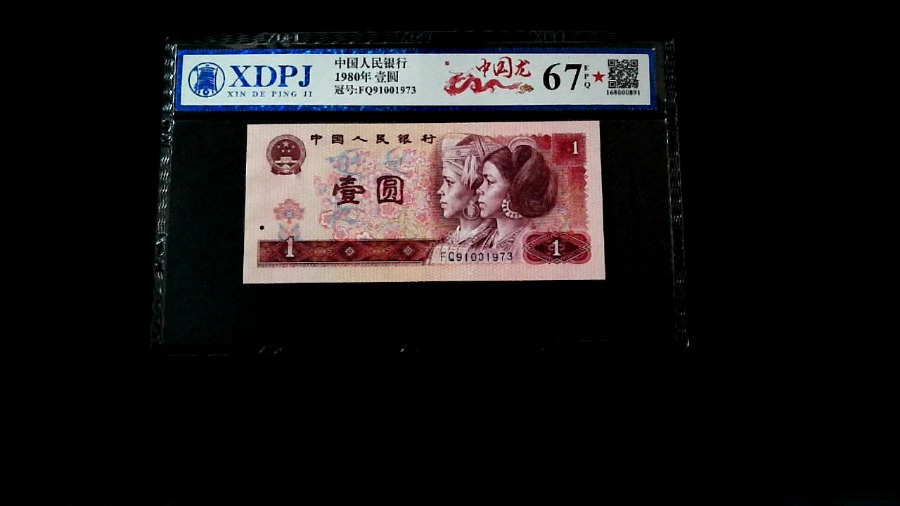 XDPJ
XIN DE PING JI
中国人民银行
1980年 壹圆
冠号:FQ91001973
中国龙
67
EPQ
168000891
中国人民银行
1
壹圆
1
FQ91001973
1